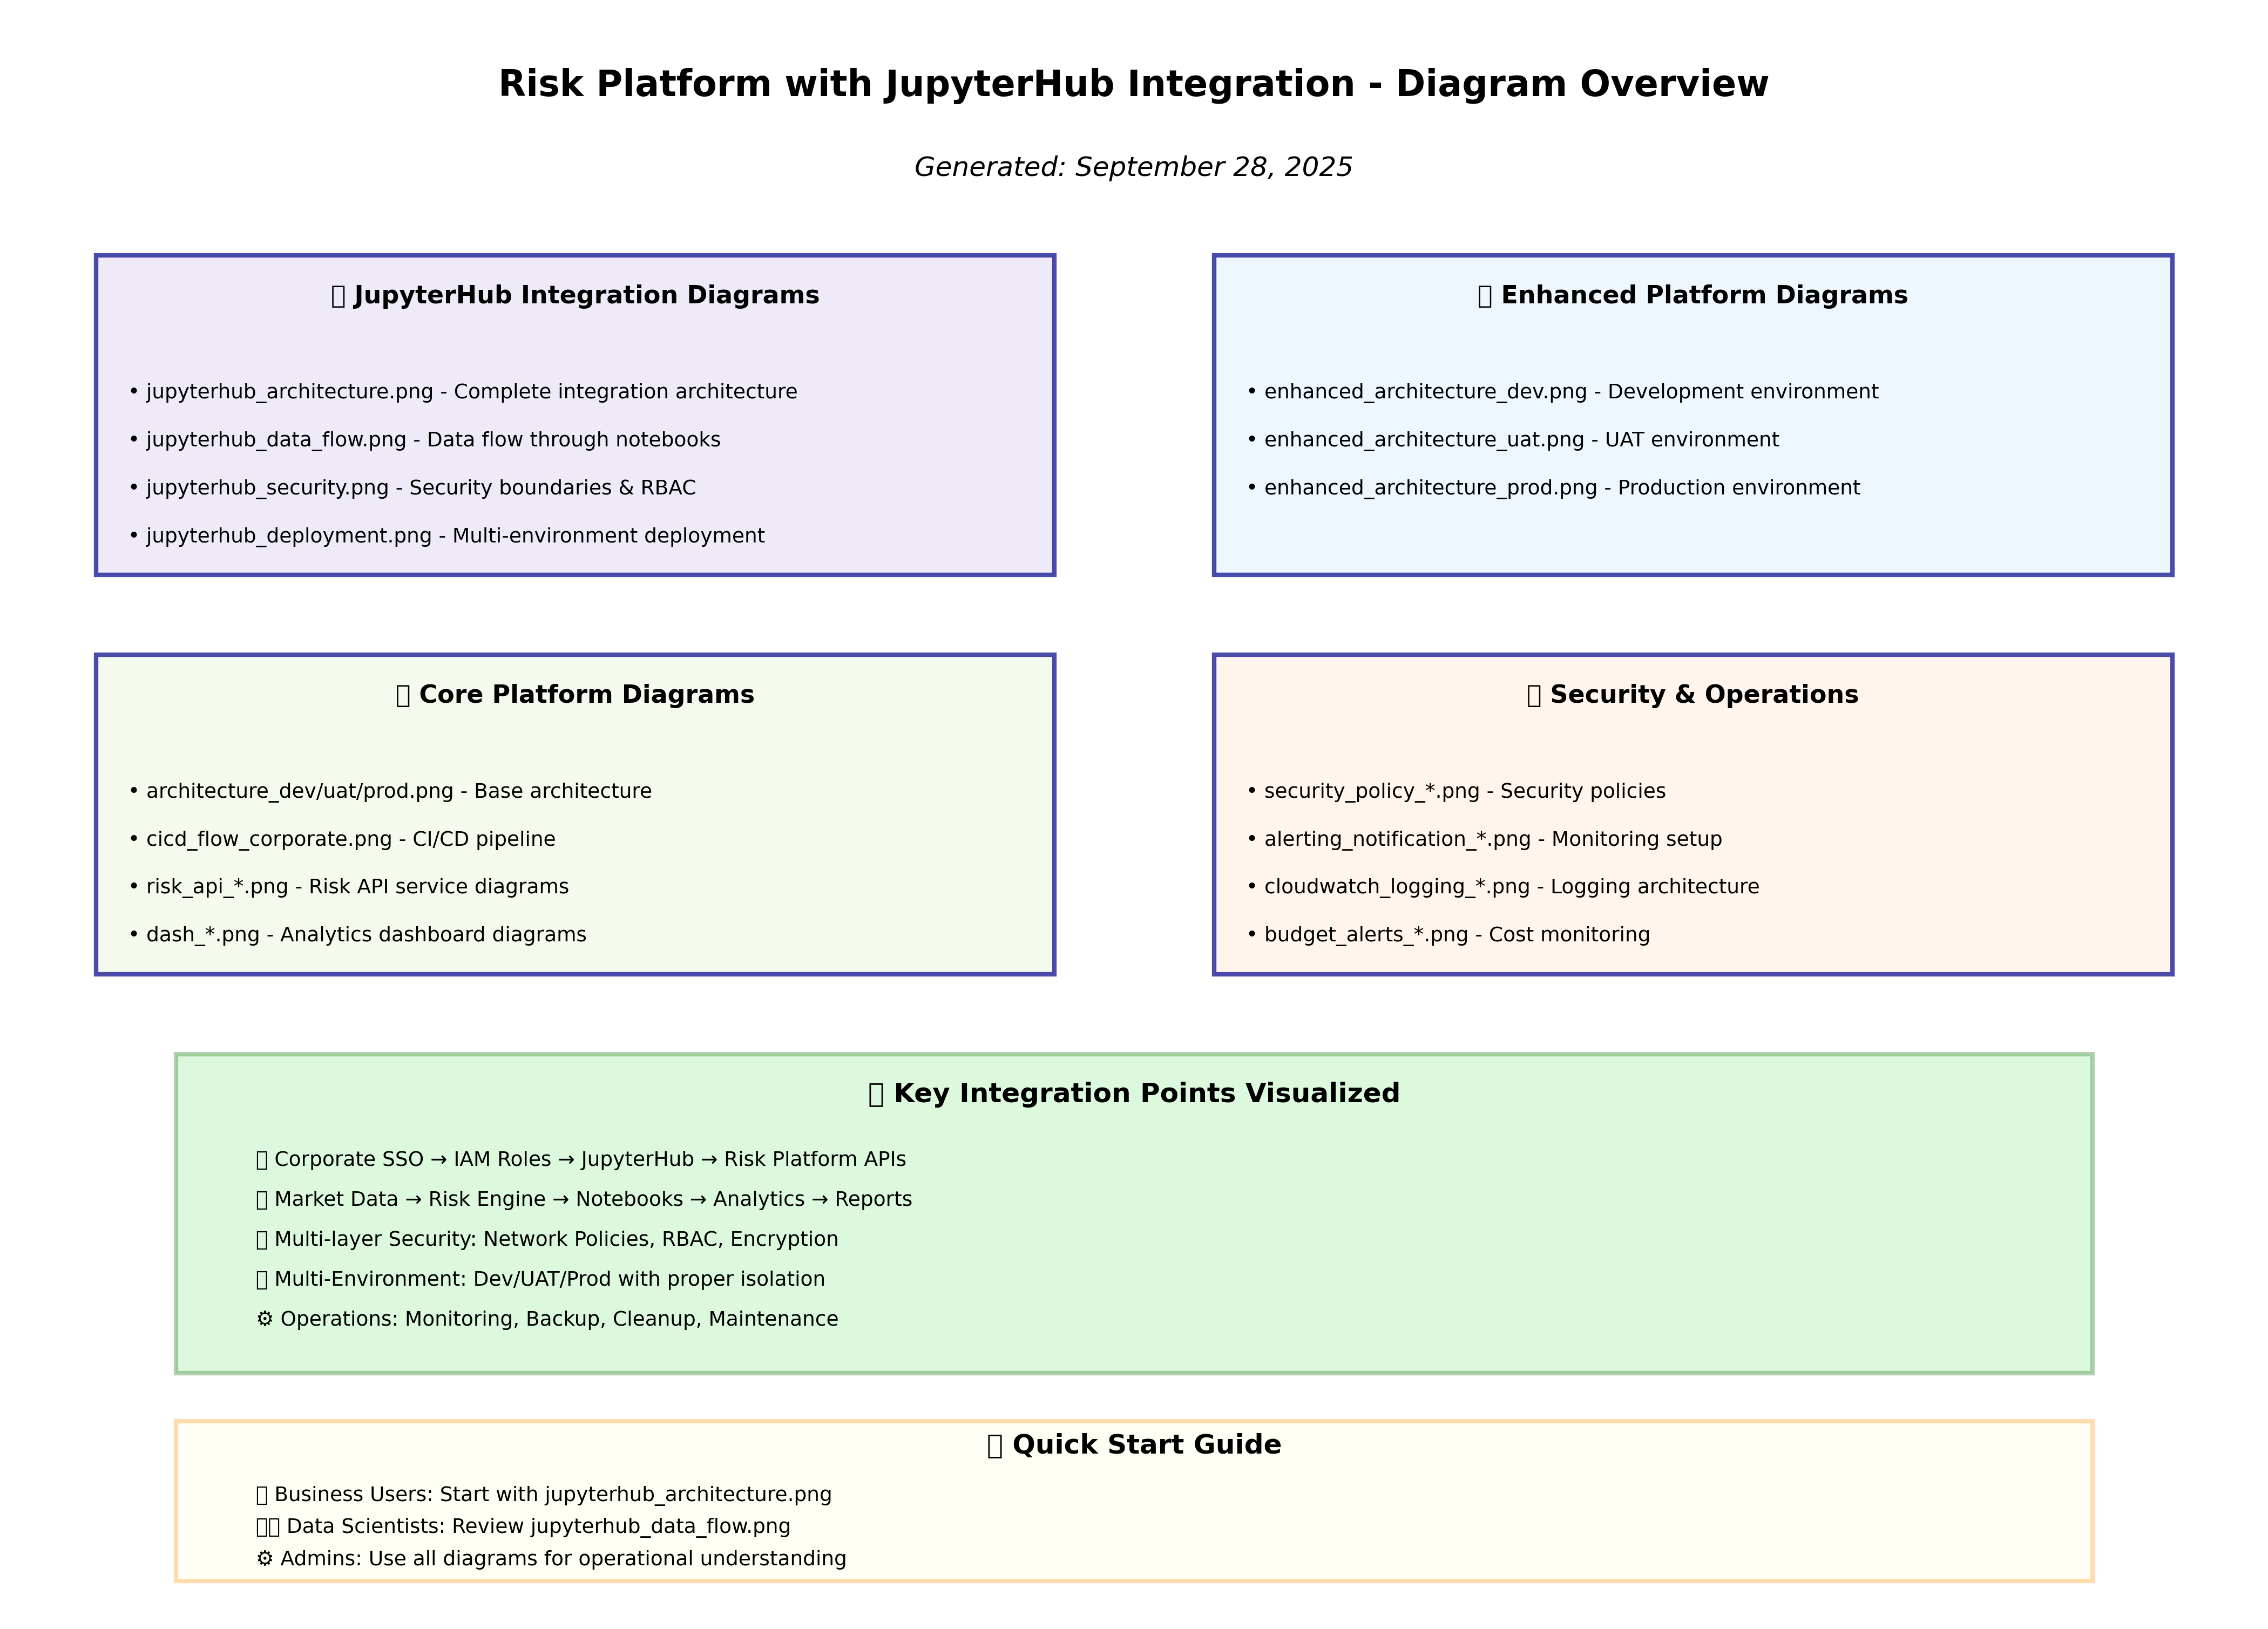 Risk Platform with JupyterHub Integration - Diagram Overview
Generated: September 28, 2025
JupyterHub Integration Diagrams
• jupyterhub_architecture.png - Complete integration architecture
• jupyterhub_data_flow.png - Data flow through notebooks
• jupyterhub_security.png - Security boundaries & RBAC
• jupyterhub_deployment.png - Multi-environment deployment
Enhanced Platform Diagrams
• enhanced_architecture_dev.png - Development environment
• enhanced_architecture_uat.png - UAT environment
• enhanced_architecture_prod.png - Production environment
Core Platform Diagrams
• architecture_dev/uat/prod.png - Base architecture
• cicd_flow_corporate.png - CI/CD pipeline
• risk_api_*.png - Risk API service diagrams
• dash_*.png - Analytics dashboard diagrams
Security & Operations
• security_policy_*.png - Security policies
• alerting_notification_*.png - Monitoring setup
• cloudwatch_logging_*.png - Logging architecture
• budget_alerts_*.png - Cost monitoring
Key Integration Points Visualized
Corporate SSO → IAM Roles → JupyterHub → Risk Platform APIs
Market Data → Risk Engine → Notebooks → Analytics → Reports
Multi-layer Security: Network Policies, RBAC, Encryption
Multi-Environment: Dev/UAT/Prod with proper isolation
⚙ Operations: Monitoring, Backup, Cleanup, Maintenance
Quick Start Guide
Business Users: Start with jupyterhub_architecture.png
Data Scientists: Review jupyterhub_data_flow.png
⚙ Admins: Use all diagrams for operational understanding